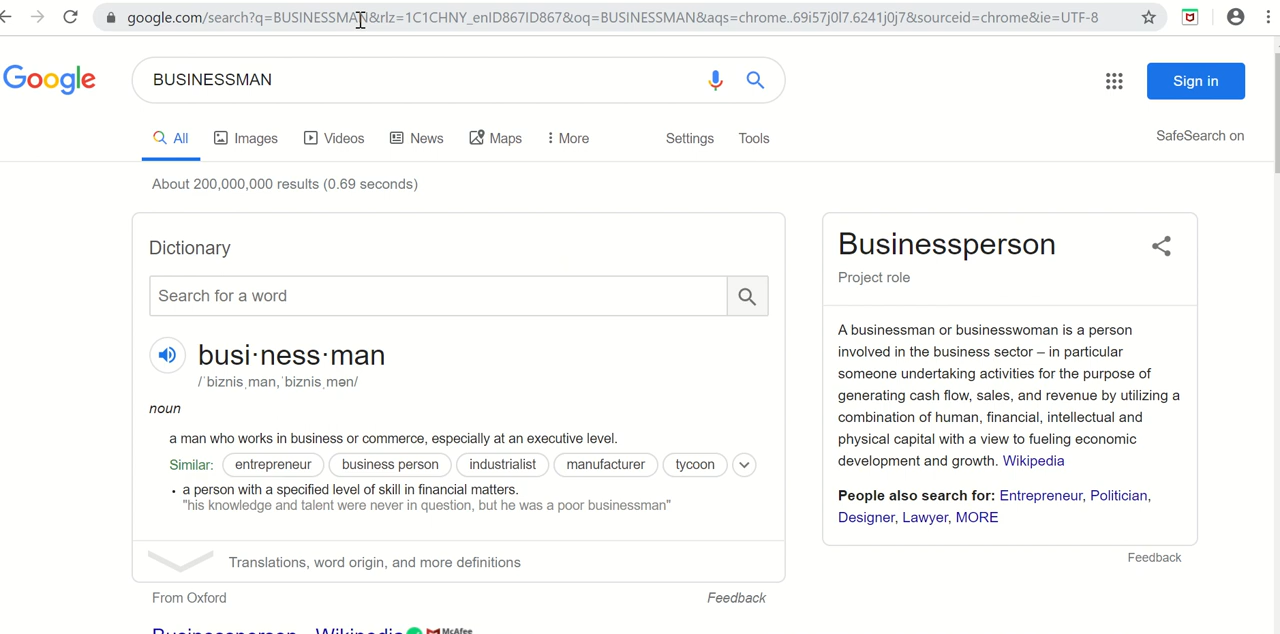 google.com/search?q=BUSINESSMAN&rlz=1C1CHNY_enID867ID867&oq=BUSINESSMAN&aqs=chrome..69i57j0l7.6241j0j7&sourceid=chrome&ie=UTF-8
Google
BUSINESSMAN
Sign in
All Images Videos News Maps More Settings Tools
SafeSearch on
About 200,000,000 results (0.69 seconds)
Dictionary
Search for a word
busi·ness·man
/ˈbiznisˌman,ˈbiznisˌmən/
noun
a man who works in business or commerce, especially at an executive level.
Similar: entrepreneur business person industrialist manufacturer tycoon
• a person with a specified level of skill in financial matters.
"his knowledge and talent were never in question, but he was a poor businessman"
Translations, word origin, and more definitions
From Oxford
Feedback
Businessperson - Wikipedia McAfee
Businessperson
Project role
A businessman or businesswoman is a person
involved in the business sector – in particular
someone undertaking activities for the purpose of
generating cash flow, sales, and revenue by utilizing a
combination of human, financial, intellectual and
physical capital with a view to fueling economic
development and growth. Wikipedia
People also search for: Entrepreneur, Politician,
Designer, Lawyer, MORE
Feedback